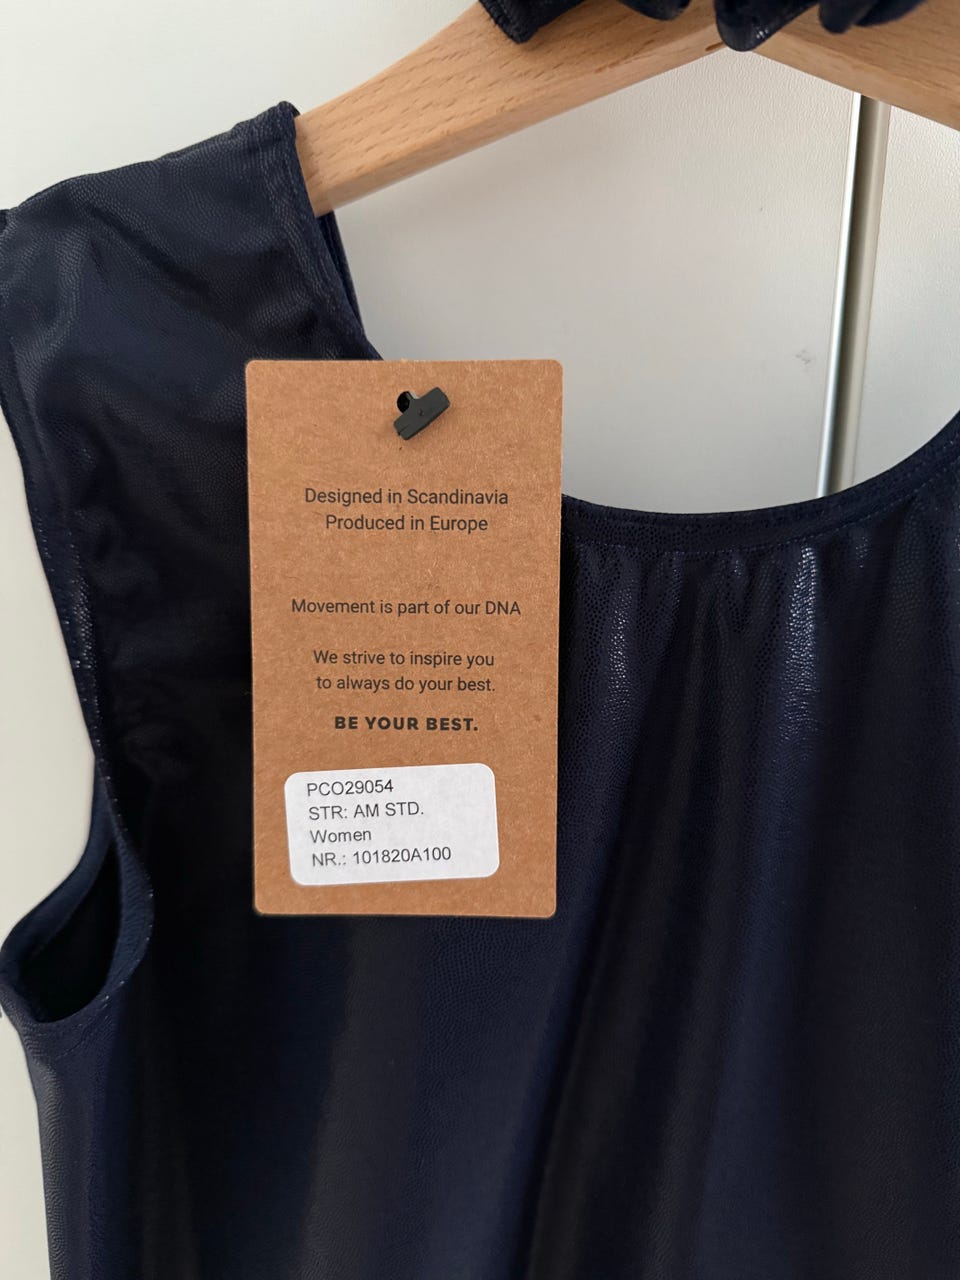 Designed in Scandinavia
Produced in Europe
Movement is part of our DNA
We strive to inspire you
to always do your best.
BE YOUR BEST.
PCO29054
STR: AM STD.
Women
NR.: 101820A100